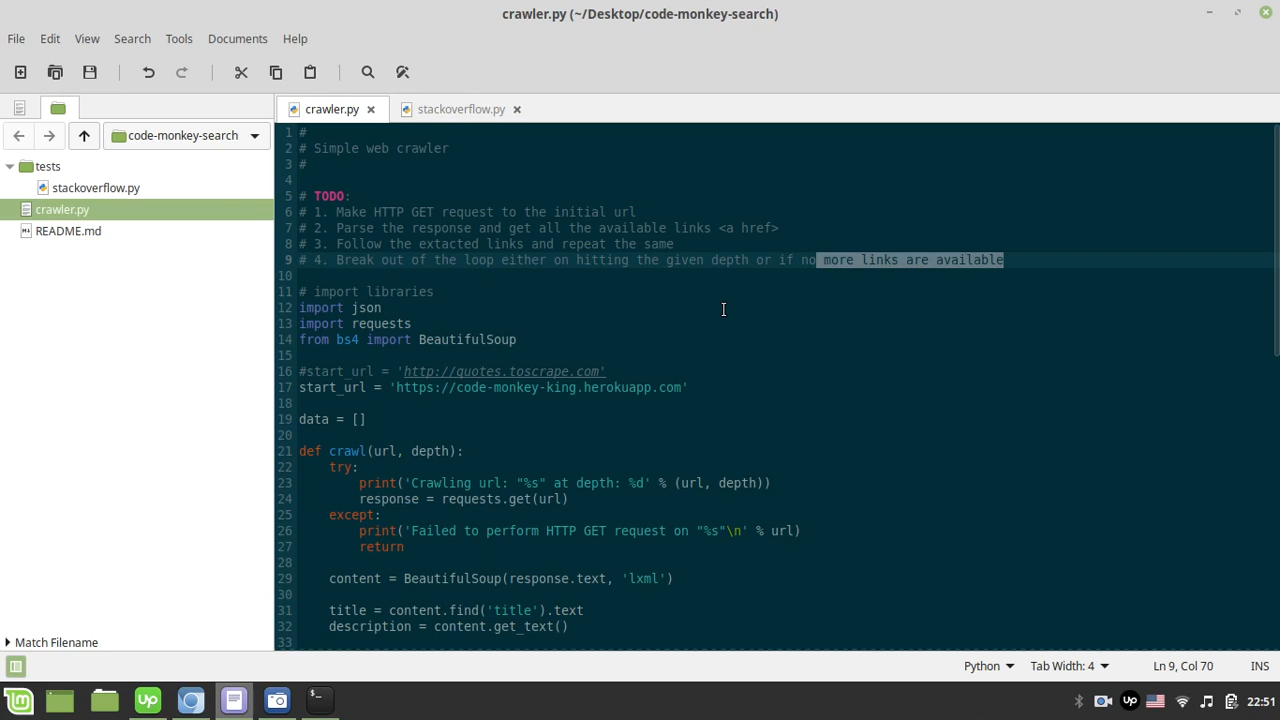 crawler.py (~/Desktop/code-monkey-search)
File Edit View Search Tools Documents Help
crawler.py stackoverflow.py
code-monkey-search
tests
stackoverflow.py
crawler.py
README.md
Match Filename
1 #
2 # Simple web crawler
3 #
4
5 # TODO:
6 # 1. Make HTTP GET request to the initial url
7 # 2. Parse the response and get all the available links <a href>
8 # 3. Follow the extacted links and repeat the same
9 # 4. Break out of the loop either on hitting the given depth or if no more links are available
10
11 # import libraries
12 import json
13 import requests
14 from bs4 import BeautifulSoup
15
16 #start_url = 'http://quotes.toscrape.com'
17 start_url = 'https://code-monkey-king.herokuapp.com'
18
19 data = []
20
21 def crawl(url, depth):
22     try:
23         print('Crawling url: "%s" at depth: %d' % (url, depth))
24         response = requests.get(url)
25     except:
26         print('Failed to perform HTTP GET request on "%s"\n' % url)
27         return
28
29     content = BeautifulSoup(response.text, 'lxml')
30
31     title = content.find('title').text
32     description = content.get_text()
33
Python Tab Width: 4 Ln 9, Col 70 INS
up up 22:51